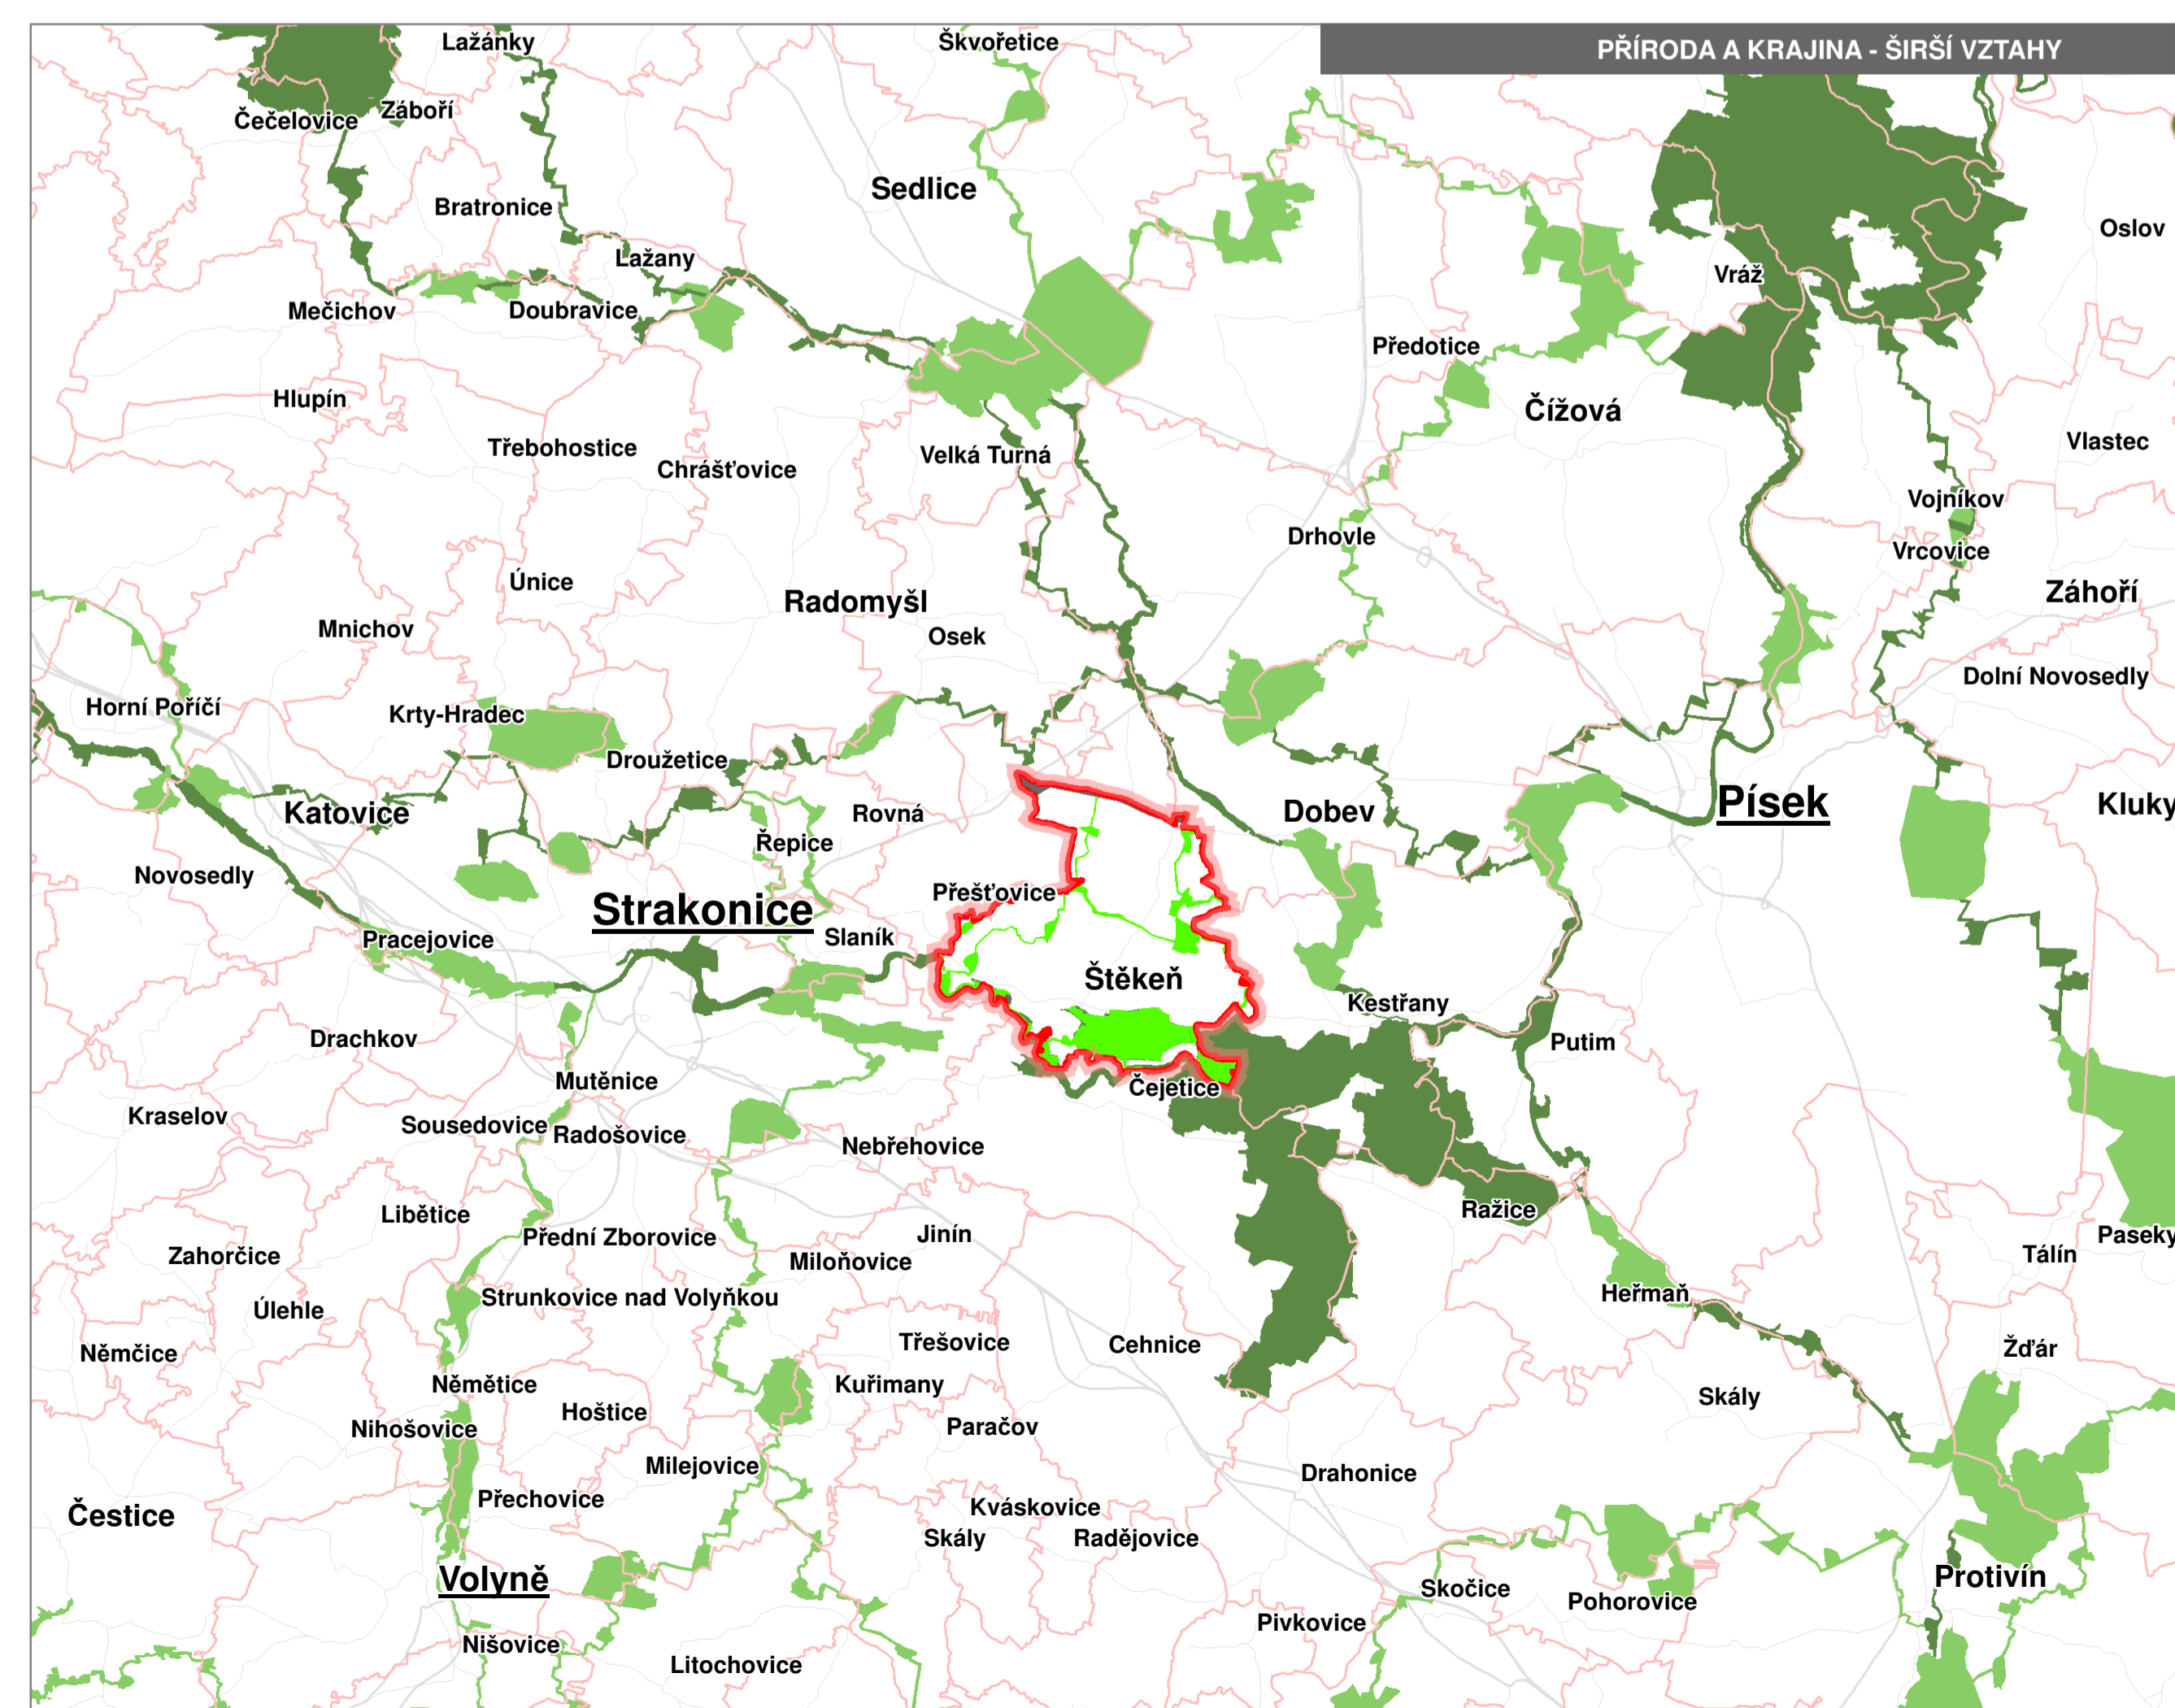 PŘÍRODA A KRAJINA - ŠIRŠÍ VZTAHY
Lažánky
Škvořetice
Čečelovice
Záboří
Sedlice
Bratronice
Oslov
Lažany
Vráž
Mečichov
Doubravice
Předotice
Hlupín
Čížová
Třebohostice
Chrášťovice
Velká Turná
Vlastec
Vojníkov
Drhovle
Vrcovice
Únice
Radomyšl
Záhoří
Mnichov
Osek
Dolní Novosedly
Horní Poříčí
Krty-Hradec
Droužetice
Katovice
Rovná
Dobev
Písek
Kluky
Řepice
Novosedly
Přešťovice
Strakonice
Pracejovice
Slaník
Štěkeň
Kestřany
Drachkov
Putim
Mutěnice
Čejetice
Kraselov
Sousedovice
Radošovice
Nebřehovice
Libětice
Ražice
Přední Zborovice
Jinín
Paseky
Zahorčice
Miloňovice
Tálín
Úlehle
Strunkovice nad Volyňkou
Heřmaň
Němčice
Třešovice
Cehnice
Žďár
Němětice
Kuřimany
Skály
Nihošovice
Hoštice
Paračov
Milejovice
Drahonice
Čestice
Přechovice
Kváskovice
Skály
Radějovice
Volyně
Skočice
Pohorovice
Protivín
Pivkovice
Nišovice
Litochovice